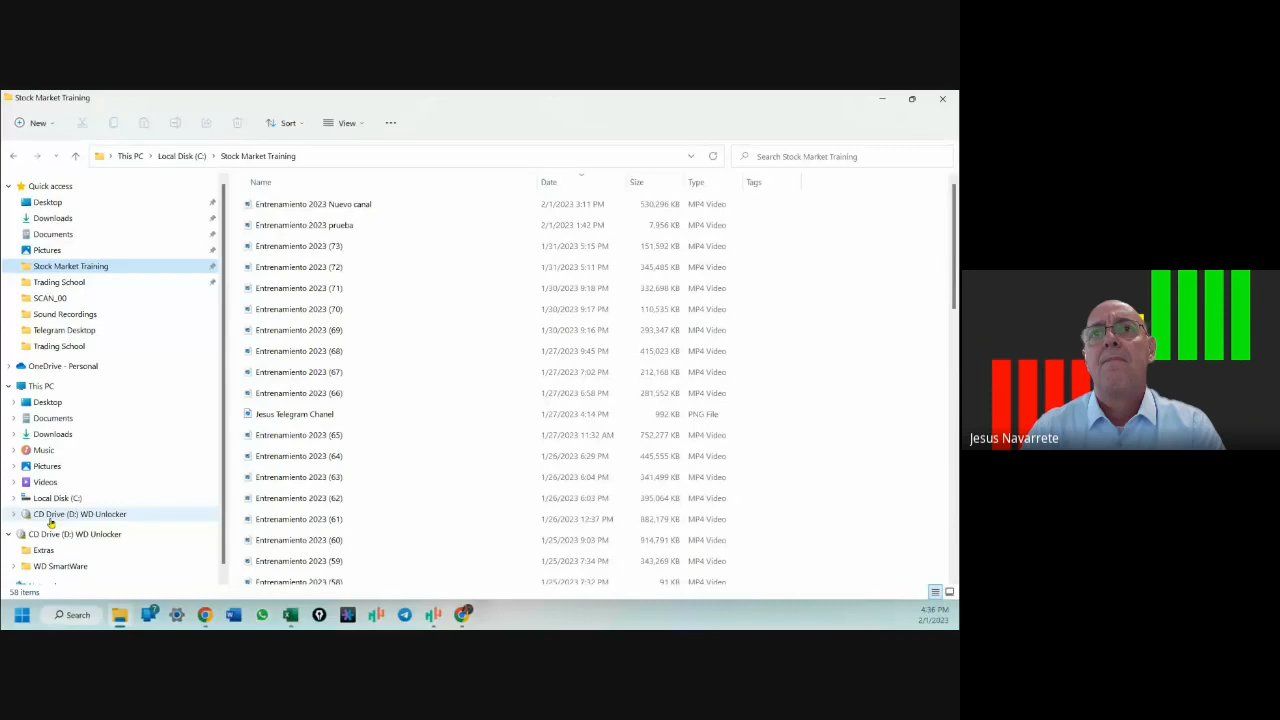 Stock Market Training
New
Sort
View
This PC
Local Disk (C:)
Stock Market Training
Search Stock Market Training
Quick access
Desktop
Downloads
Documents
Pictures
Stock Market Training
Trading School
SCAN_00
Sound Recordings
Telegram Desktop
Trading School
OneDrive - Personal
This PC
Desktop
Documents
Downloads
Music
Pictures
Videos
Local Disk (C:)
CD Drive (D:) WD Unlocker
CD Drive (D:) WD Unlocker
Extras
WD SmartWare
Name Date Size Type Tags
Entrenamiento 2023 Nuevo canal 2/1/2023 3:11 PM 530,296 KB MP4 Video
Entrenamiento 2023 prueba 2/1/2023 1:42 PM 7,956 KB MP4 Video
Entrenamiento 2023 (73) 1/31/2023 5:15 PM 151,592 KB MP4 Video
Entrenamiento 2023 (72) 1/31/2023 5:11 PM 345,485 KB MP4 Video
Entrenamiento 2023 (71) 1/30/2023 9:18 PM 332,698 KB MP4 Video
Entrenamiento 2023 (70) 1/30/2023 9:17 PM 110,535 KB MP4 Video
Entrenamiento 2023 (69) 1/30/2023 9:16 PM 293,347 KB MP4 Video
Entrenamiento 2023 (68) 1/27/2023 9:45 PM 415,023 KB MP4 Video
Entrenamiento 2023 (67) 1/27/2023 7:02 PM 212,168 KB MP4 Video
Entrenamiento 2023 (66) 1/27/2023 6:58 PM 281,552 KB MP4 Video
Jesus Telegram Chanel 1/27/2023 4:14 PM 992 KB PNG File
Entrenamiento 2023 (65) 1/27/2023 11:32 AM 752,277 KB MP4 Video
Entrenamiento 2023 (64) 1/26/2023 6:29 PM 445,555 KB MP4 Video
Entrenamiento 2023 (63) 1/26/2023 6:04 PM 341,499 KB MP4 Video
Entrenamiento 2023 (62) 1/26/2023 6:03 PM 395,064 KB MP4 Video
Entrenamiento 2023 (61) 1/26/2023 12:37 PM 882,179 KB MP4 Video
Entrenamiento 2023 (60) 1/25/2023 9:03 PM 914,791 KB MP4 Video
Entrenamiento 2023 (59) 1/25/2023 7:34 PM 343,269 KB MP4 Video
Entrenamiento 2023 (58) 1/25/2023 7:32 PM 91 KB MP4 Video
58 items
Search
4:36 PM
2/1/2023
Jesus Navarrete